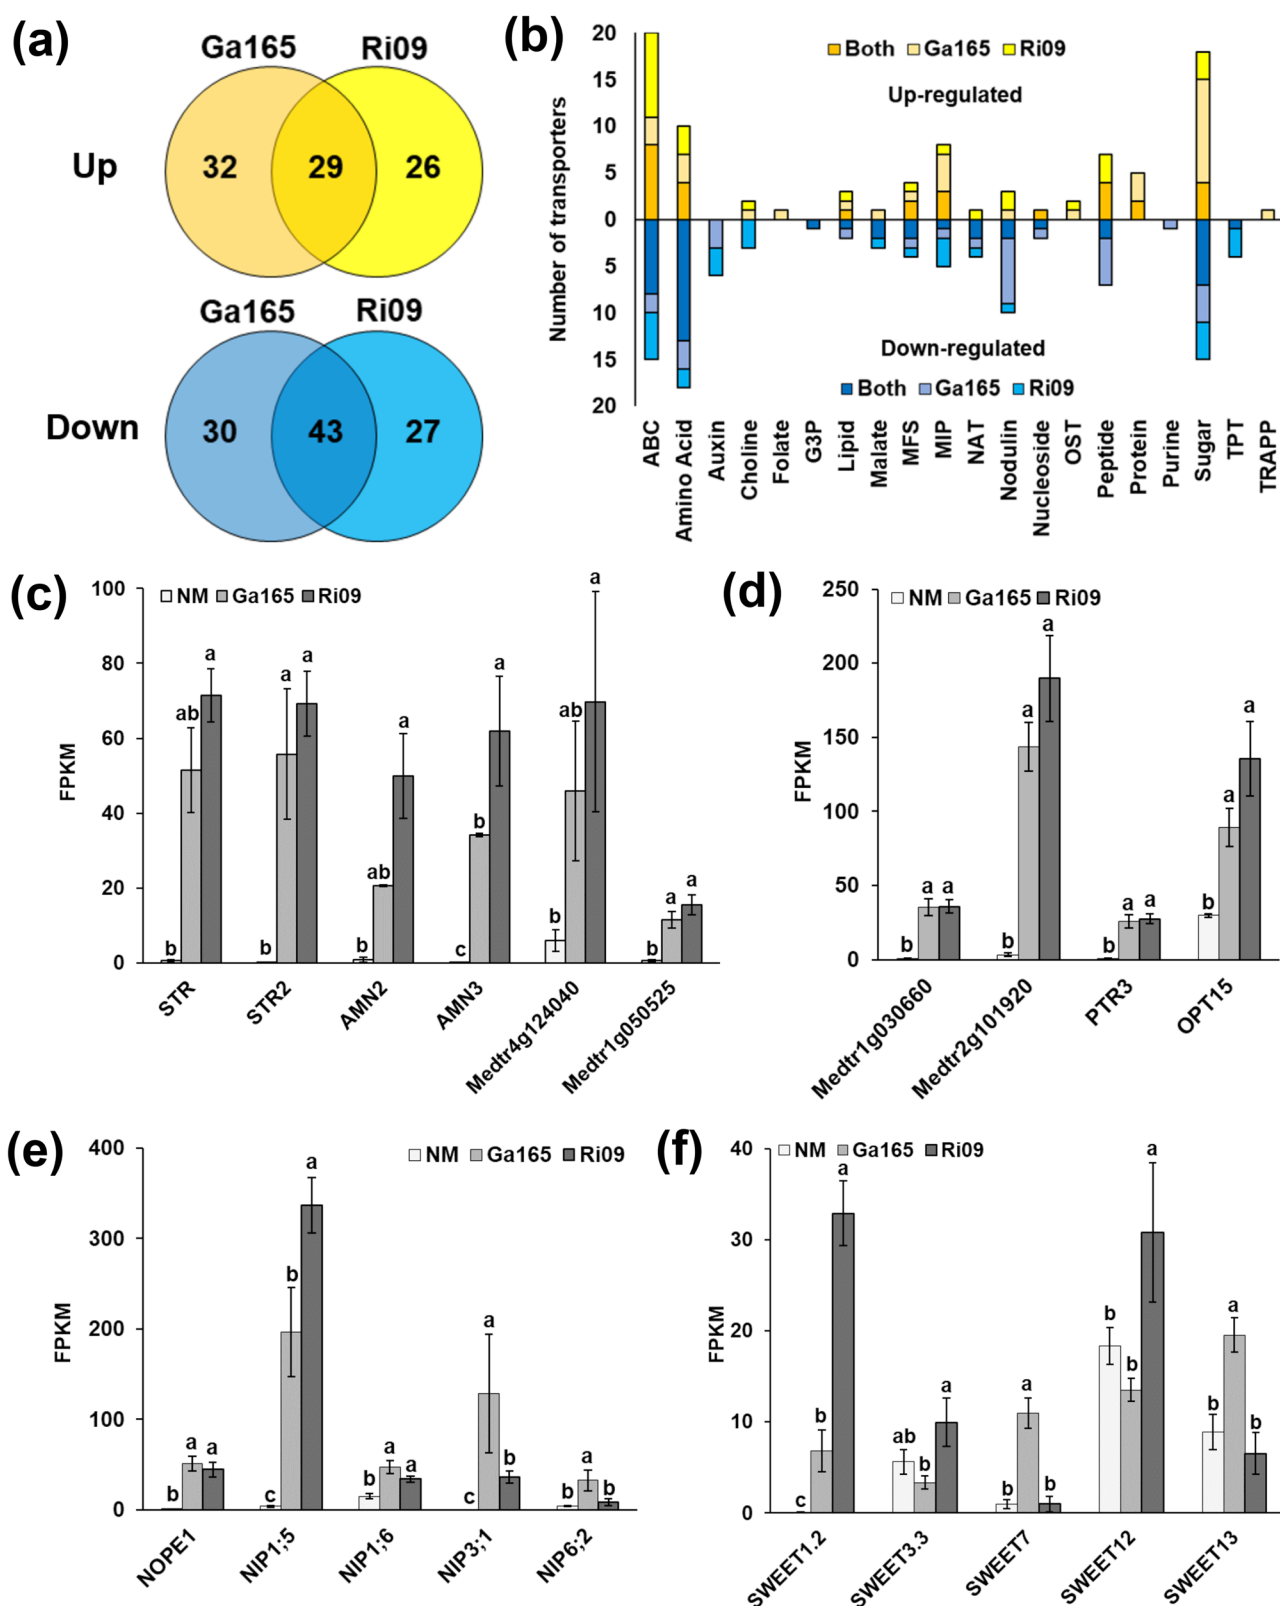 (a)
Ga165 Ri09
Up
32 29 26
Ga165 Ri09
Down
30 43 27
(b)
Number of transporters
20
15
10
5
0
5
10
15
20
Both Ga165 Ri09
Up-regulated
Down-regulated
Both Ga165 Ri09
ABC
Amino Acid
Auxin
Choline
Folate
G3P
Lipid
Malate
MFS
MIP
NAT
Nodulin
Nucleoside
OST
Peptide
Protein
Purine
Sugar
TPT
TRAPP
(c)
NM Ga165 Ri09
FPKM
100
80
60
40
20
0
b ab a
b a a
b ab a
c b a
b ab a
b a a
STR
STR2
AMN2
AMN3
Medtr4g124040
Medtr1g050525
(d)
NM Ga165 Ri09
FPKM
250
200
150
100
50
0
b a a
b a a
b a a
b a a
Medtr1g030660
Medtr2g101920
PTR3
OPT15
(e)
NM Ga165 Ri09
FPKM
400
300
200
100
0
b a a
c b a
b a a
c a b
b a b
NOPE1
NIP1;5
NIP1;6
NIP3;1
NIP6;2
(f)
NM Ga165 Ri09
FPKM
40
30
20
10
0
c b a
ab b a
b a b
b b a
b a b
SWEET1.2
SWEET3.3
SWEET7
SWEET12
SWEET13